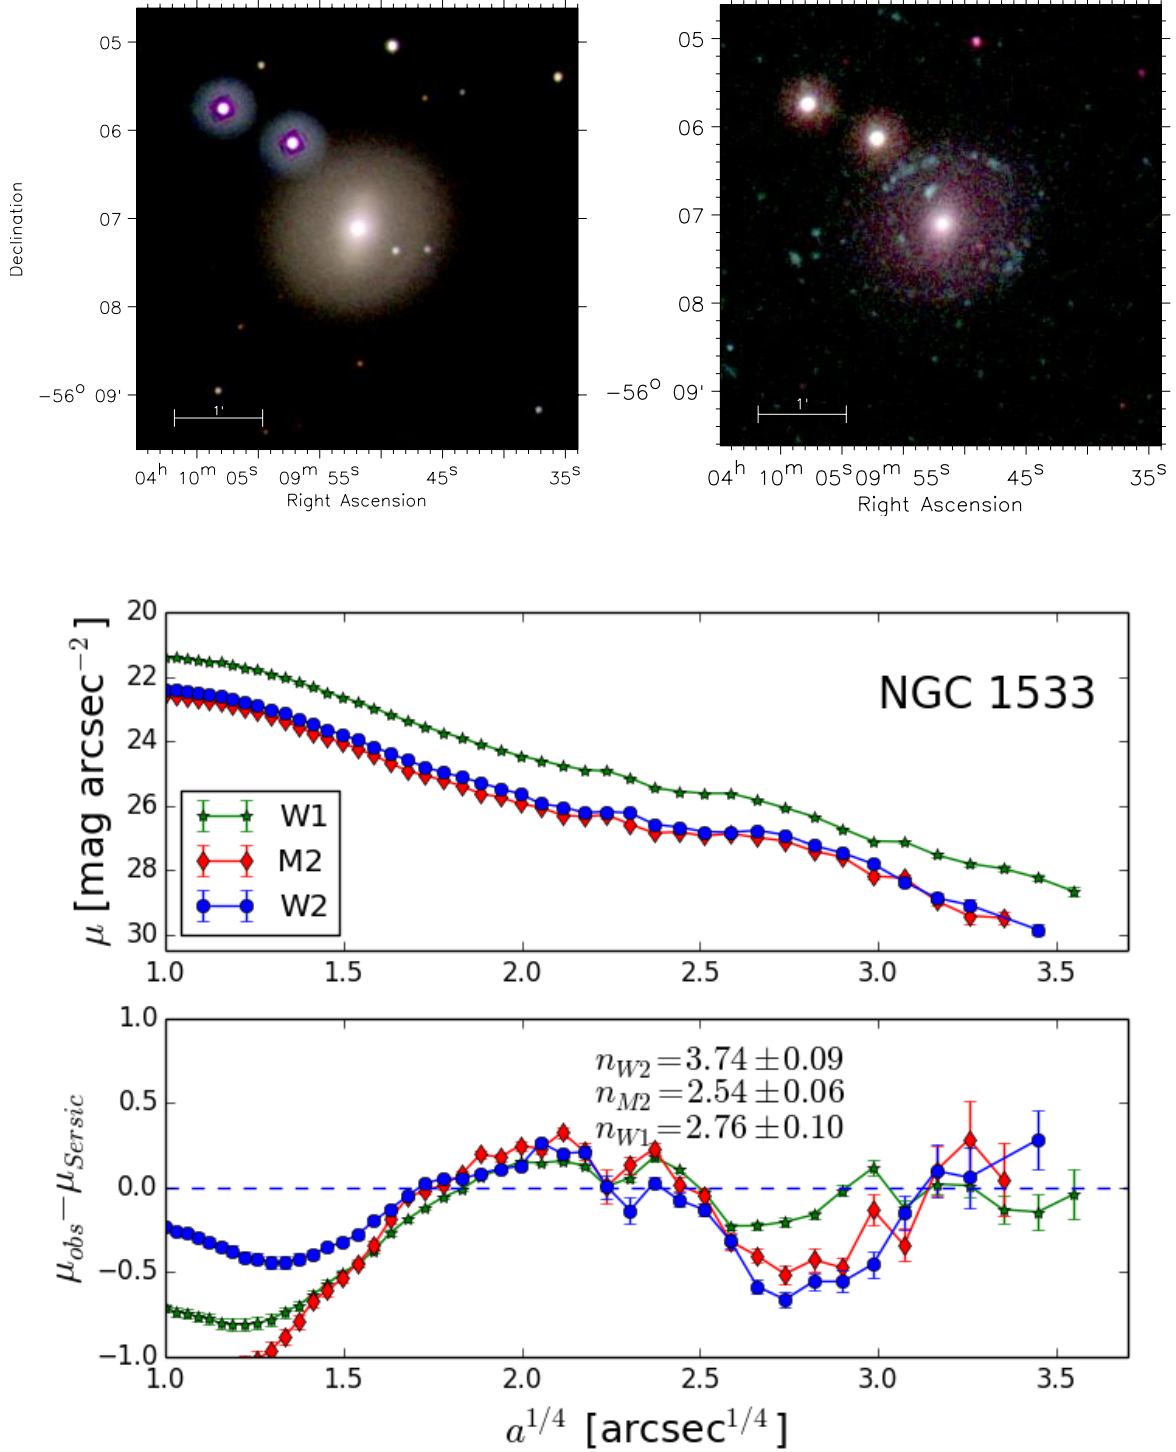 05
06
07
08
−56° 09'
Declination
1'
04ʰ 10ᵐ 05ˢ 09ᵐ 55ˢ 45ˢ 35ˢ
Right Ascension
05
06
07
08
−56° 09'
1'
04ʰ 10ᵐ 05ˢ 09ᵐ 55ˢ 45ˢ 35ˢ
Right Ascension
20
22
24
26
28
30
μ [mag arcsec⁻²]
NGC 1533
W1
M2
W2
1.0 1.5 2.0 2.5 3.0 3.5
1.0
0.5
0.0
−0.5
−1.0
μ_obs − μ_Sersic
n_W2 = 3.74 ± 0.09
n_M2 = 2.54 ± 0.06
n_W1 = 2.76 ± 0.10
1.0 1.5 2.0 2.5 3.0 3.5
a^1/4 [arcsec^1/4]